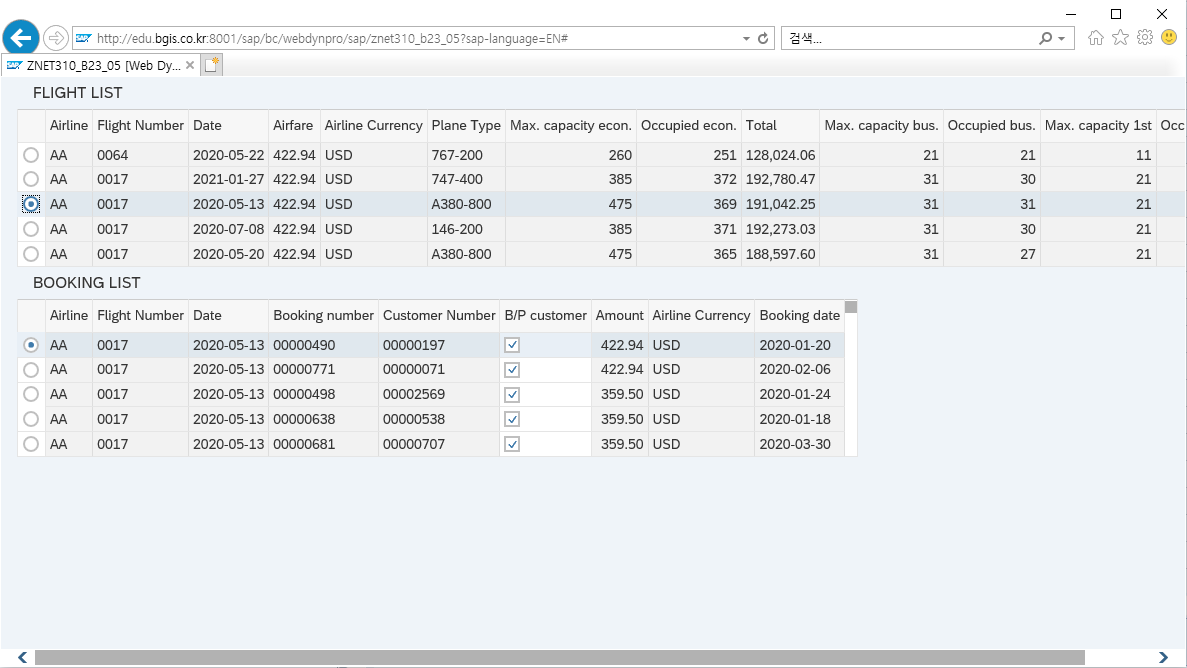 SAP http://edu.bgis.co.kr:8001/sap/bc/webdynpro/sap/znet310_b23_05?sap-language=EN# 검색...
SAP ZNET310_B23_05 [Web Dy...
FLIGHT LIST
Airline Flight Number Date Airfare Airline Currency Plane Type Max. capacity econ. Occupied econ. Total Max. capacity bus. Occupied bus. Max. capacity 1st Occ
AA 0064 2020-05-22 422.94 USD 767-200 260 251 128,024.06 21 21 11
AA 0017 2021-01-27 422.94 USD 747-400 385 372 192,780.47 31 30 21
AA 0017 2020-05-13 422.94 USD A380-800 475 369 191,042.25 31 31 21
AA 0017 2020-07-08 422.94 USD 146-200 385 371 192,273.03 31 30 21
AA 0017 2020-05-20 422.94 USD A380-800 475 365 188,597.60 31 27 21
BOOKING LIST
Airline Flight Number Date Booking number Customer Number B/P customer Amount Airline Currency Booking date
AA 0017 2020-05-13 00000490 00000197 422.94 USD 2020-01-20
AA 0017 2020-05-13 00000771 00000071 422.94 USD 2020-02-06
AA 0017 2020-05-13 00000498 00002569 359.50 USD 2020-01-24
AA 0017 2020-05-13 00000638 00000538 359.50 USD 2020-01-18
AA 0017 2020-05-13 00000681 00000707 359.50 USD 2020-03-30